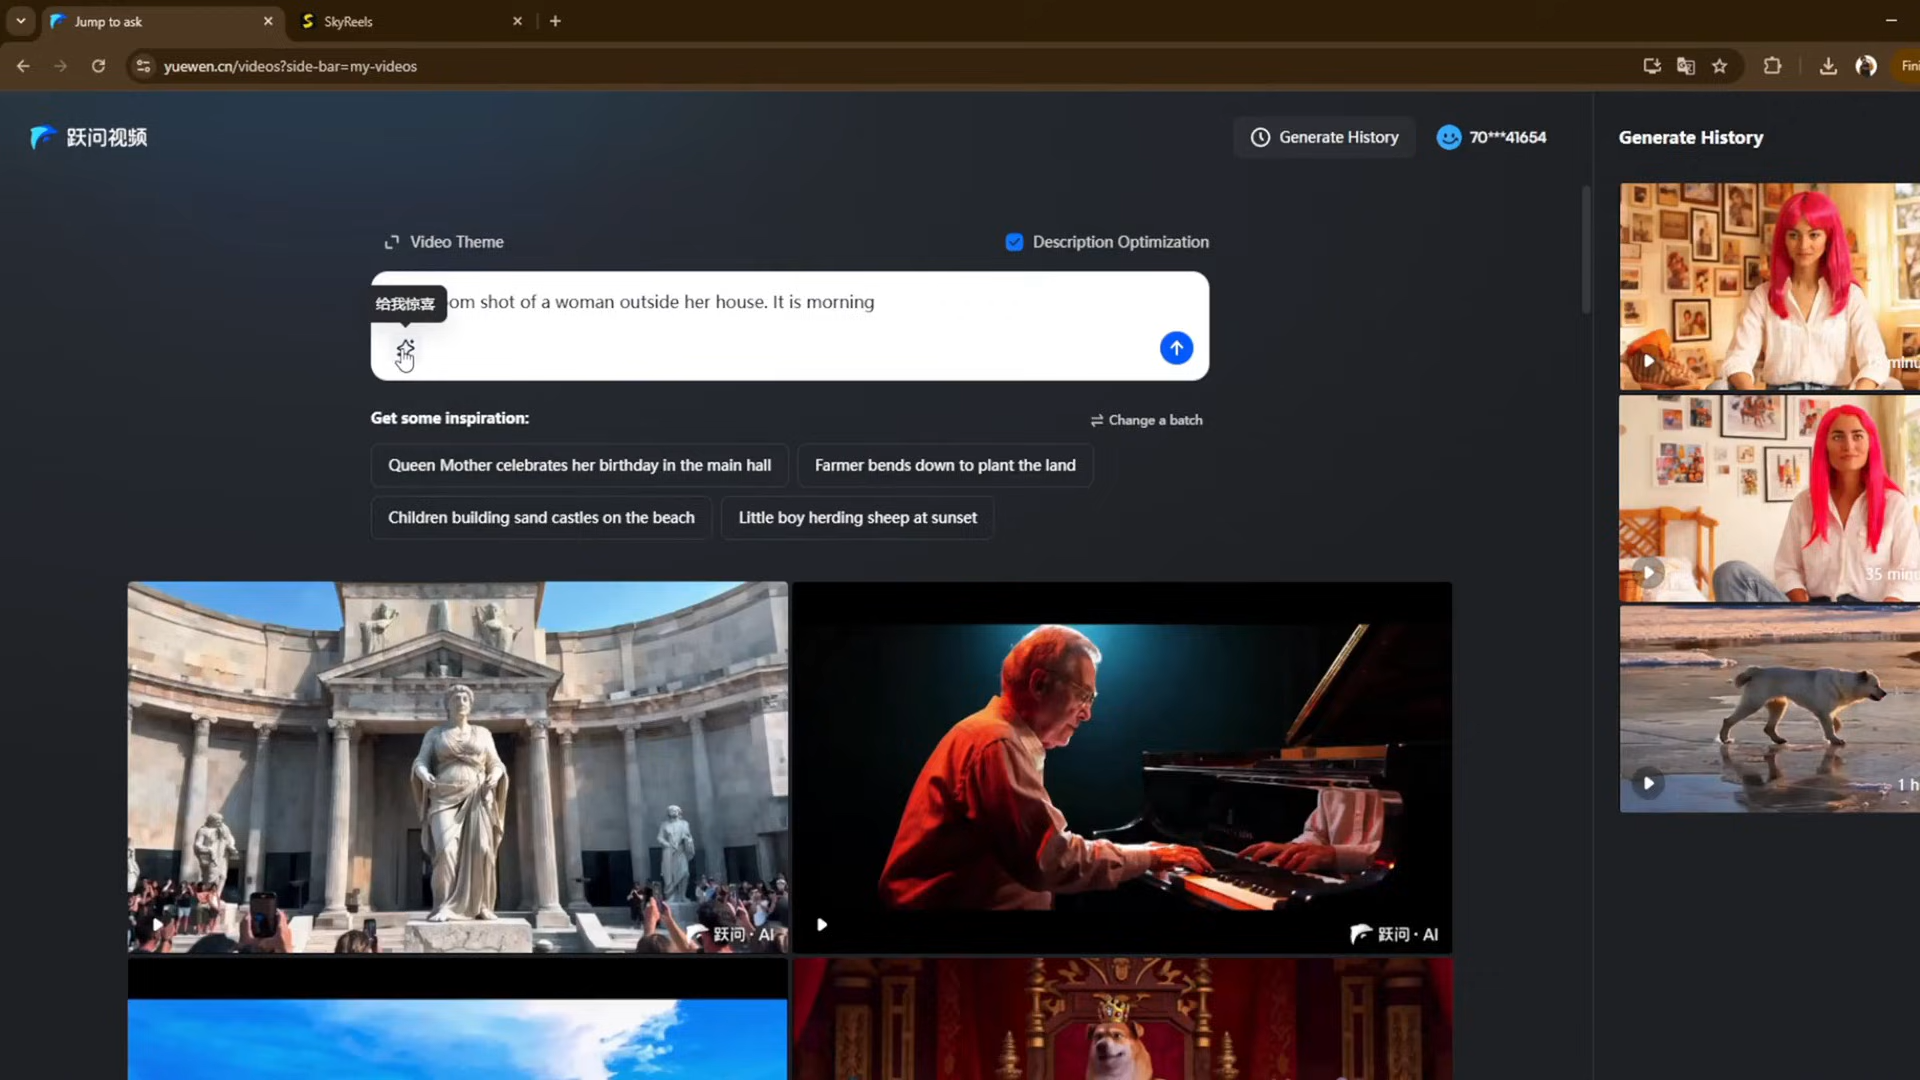 Jump to ask
SkyReels
yuewen.cn/videos?side-bar=my-videos
跃问视频
Generate History
70***41654
Generate History
Video Theme
Description Optimization
给我惊喜
om shot of a woman outside her house. It is morning
Get some inspiration:
Change a batch
Queen Mother celebrates her birthday in the main hall
Farmer bends down to plant the land
Children building sand castles on the beach
Little boy herding sheep at sunset
35 minu
1 h
跃问·AI
跃问·AI